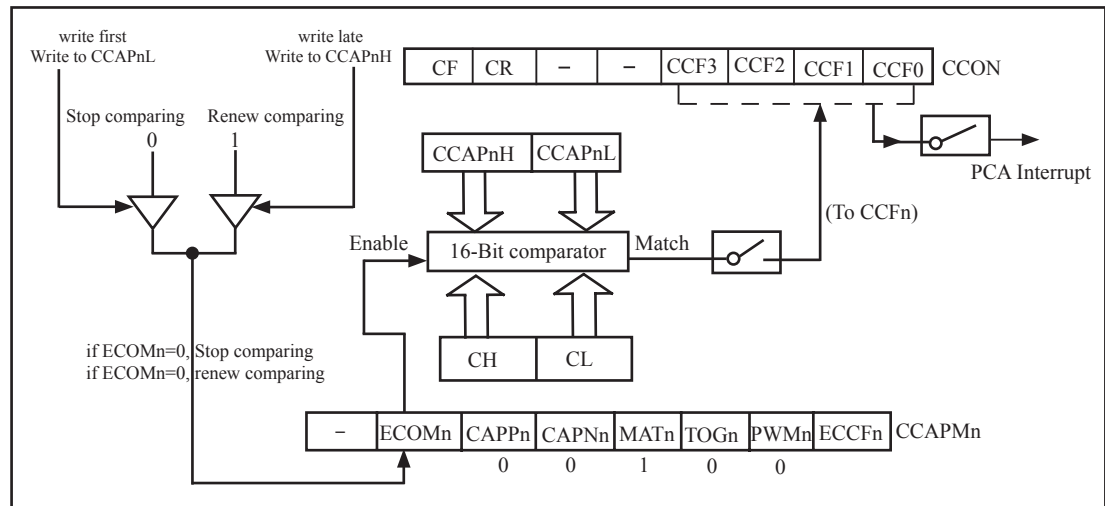 write first
Write to CCAPnL
write late
Write to CCAPnH
CF CR – – CCF3 CCF2 CCF1 CCF0 CCON
Stop comparing
0
Renew comparing
1
CCAPnH CCAPnL
PCA Interrupt
(To CCFn)
Enable
16-Bit comparator
Match
CH CL
if ECOMn=0, Stop comparing
if ECOMn=0, renew comparing
– ECOMn CAPPn CAPNn MATn TOGn PWMn ECCFn CCAPMn
0 0 1 0 0